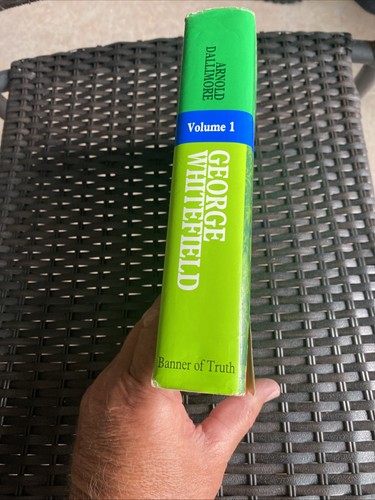 ARNOLD
DALLIMORE
Volume 1
GEORGE
WHITEFIELD
Banner of Truth